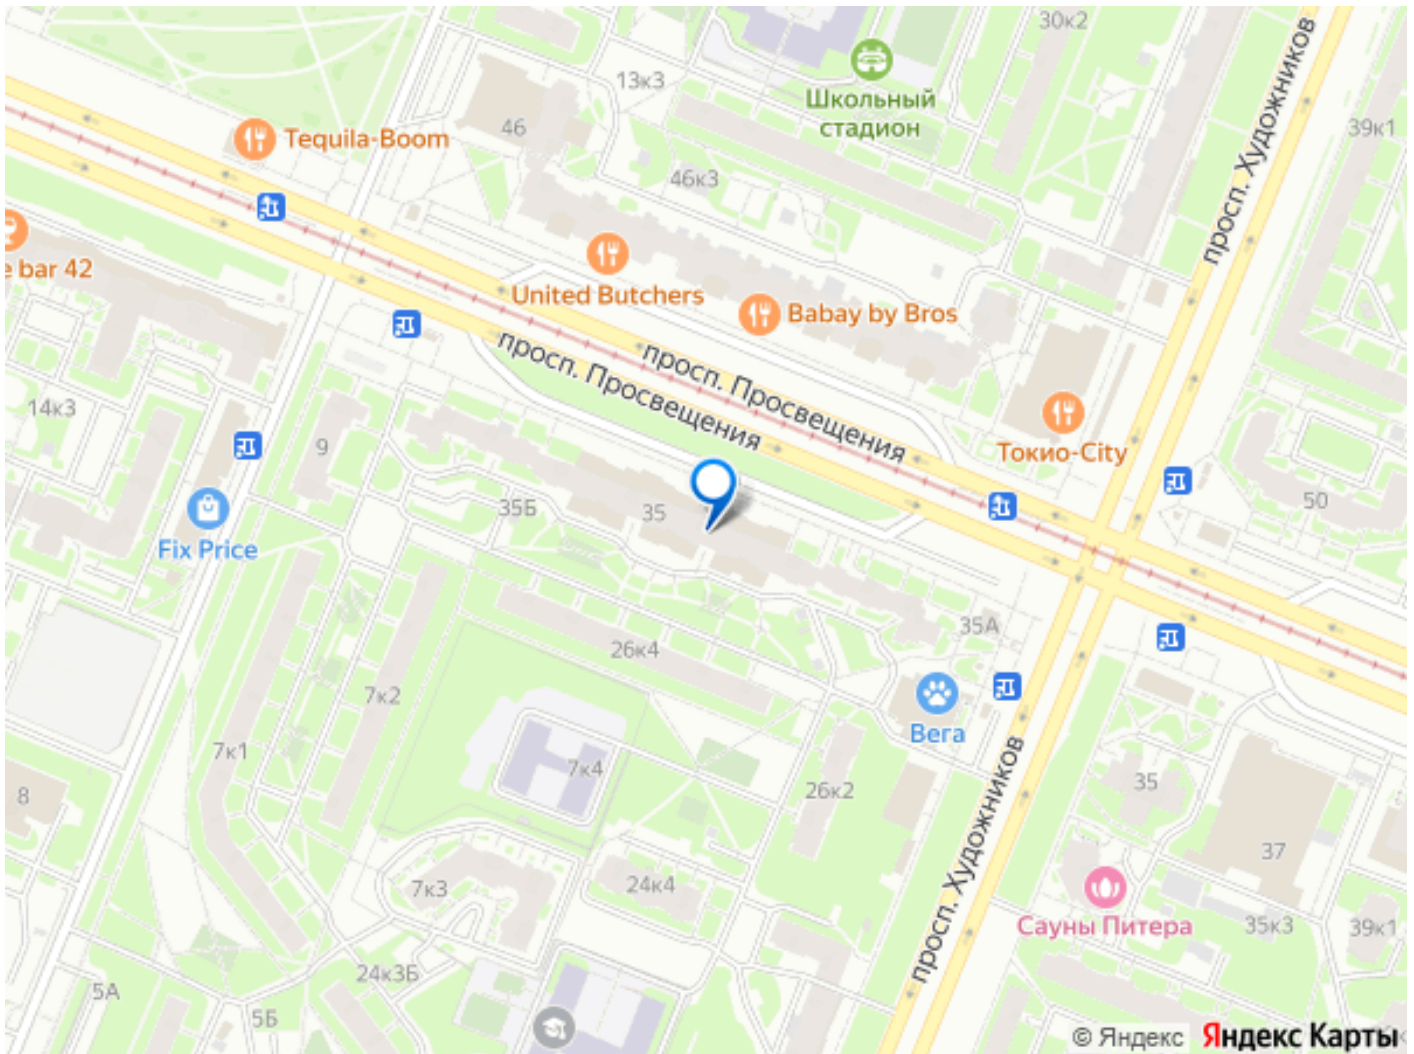 30к2
13к3
Школьный
стадион
просп. Художников
39к1
Tequila-Boom
46
46к3
e bar 42
United Butchers
Babay by Bros
просп. Просвещения
просп. Просвещения
14к3
9
Токио-City
35Б
35
50
Fix Price
26к4
35А
7к2
Вега
7к1
7к4
26к2
просп. Художников
35
8
37
7к3
24к4
Сауны Питера
35к3
39к1
24к3Б
5А
5Б
© Яндекс Яндекс Карты